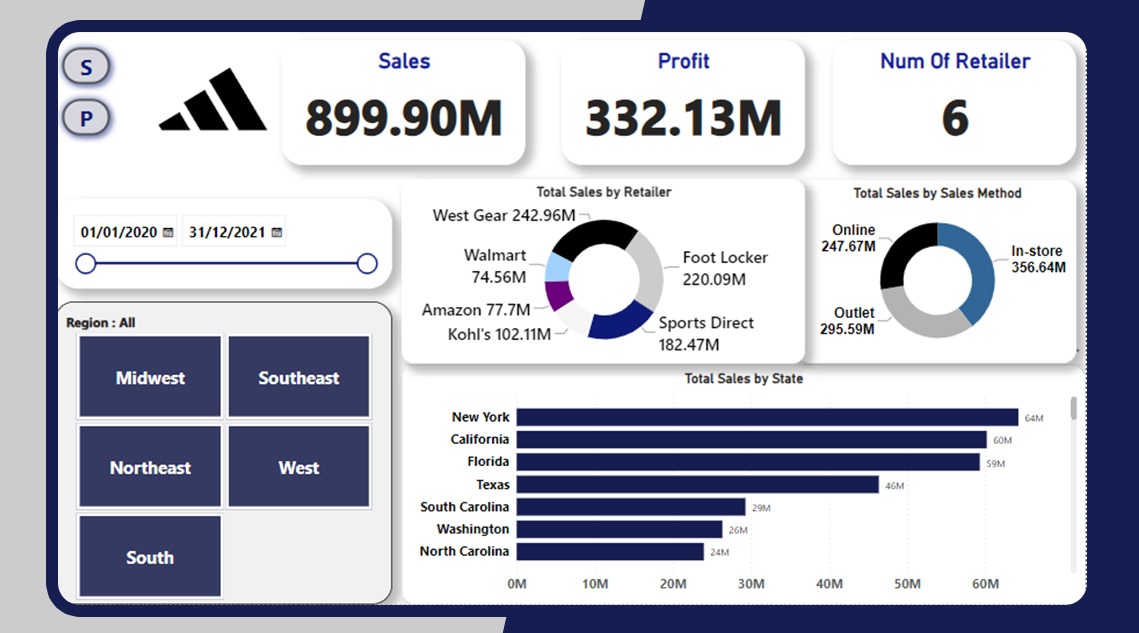 S
P
Sales
899.90M
Profit
332.13M
Num Of Retailer
6
01/01/2020
31/12/2021
Region : All
Midwest
Southeast
Northeast
West
South
Total Sales by Retailer
West Gear 242.96M
Walmart
74.56M
Amazon 77.7M
Kohl's 102.11M
Foot Locker
220.09M
Sports Direct
182.47M
Total Sales by Sales Method
Online
247.67M
In-store
356.64M
Outlet
295.59M
Total Sales by State
New York 64M
California 60M
Florida 59M
Texas 46M
South Carolina 29M
Washington 26M
North Carolina 24M
0M 10M 20M 30M 40M 50M 60M